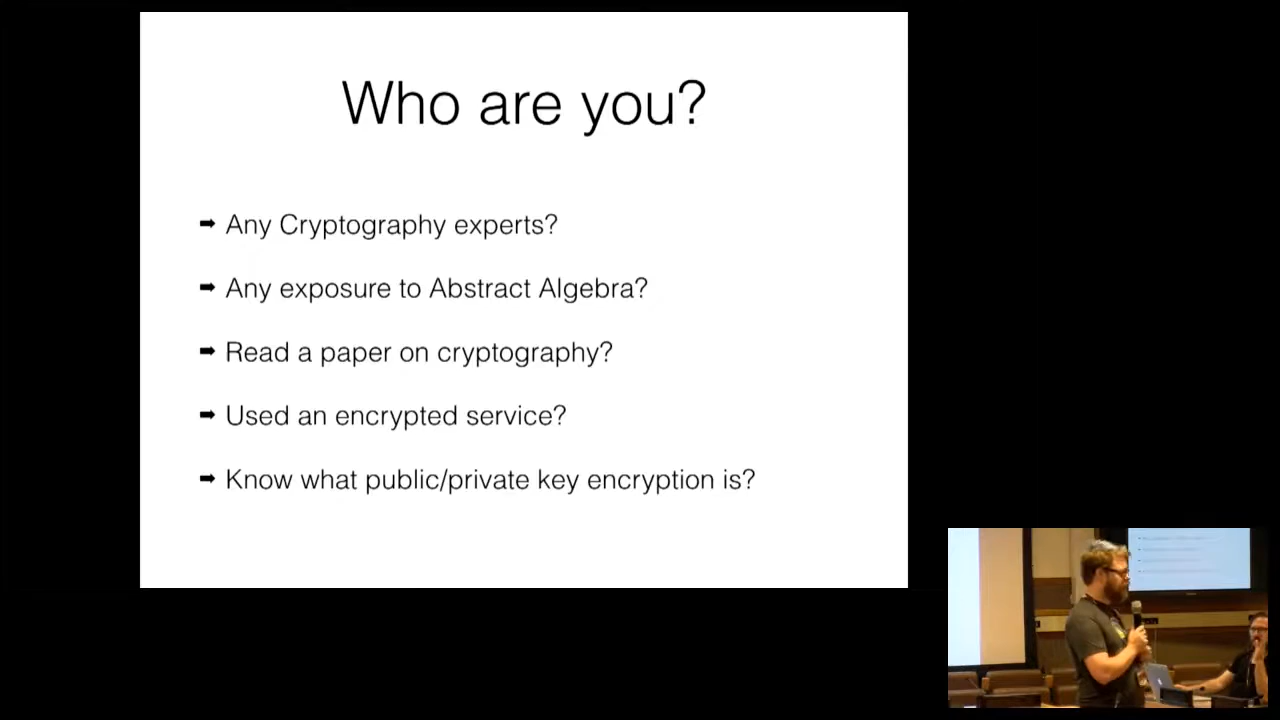 Who are you?
➡ Any Cryptography experts?
➡ Any exposure to Abstract Algebra?
➡ Read a paper on cryptography?
➡ Used an encrypted service?
➡ Know what public/private key encryption is?